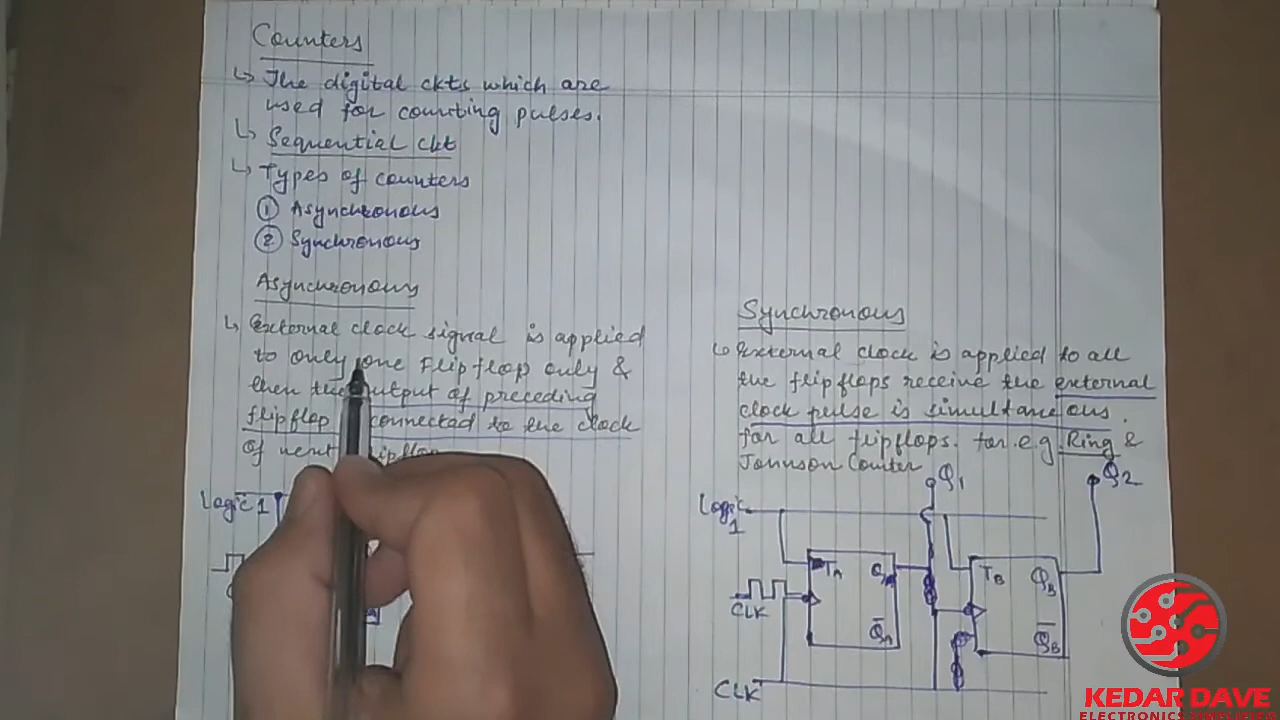 Counters
↳ The digital ckts which are
used for counting pulses.
↳ Sequential ckt
↳ Types of counters
① Asynchronous
② Synchronous
Asynchronous
↳ External clock signal is applied
to only one Flipflop only &
then the output of preceding
flipflop connected to the clock
of next flipflop
Logic 1
Synchronous
↳ External clock is applied to all
the flipflops receive the external
clock pulse is simultaneous.
for all flipflops. for e.g. Ring &
Johnson Counter
Q1
Q2
Logic
1
TA
QA
TB
QB
CLK
Q̅A
Q̅B
CLK
KEDAR DAVE
ELECTRONICS SIMPLIFIED